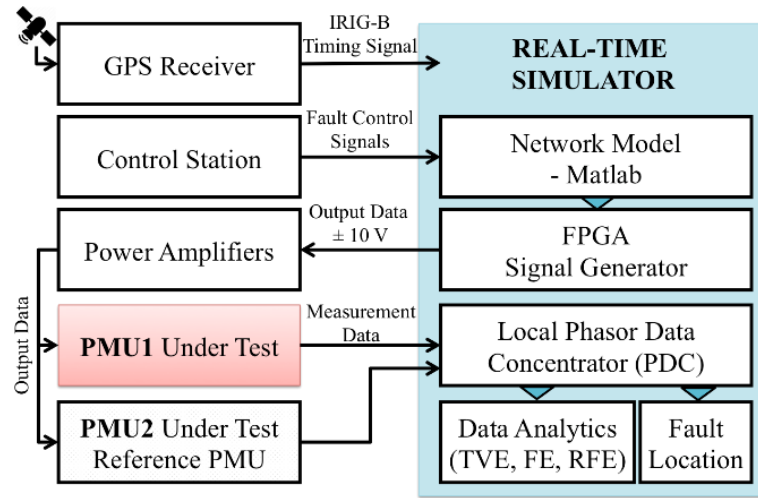 IRIG-B
Timing Signal
GPS Receiver
REAL-TIME
SIMULATOR
Fault Control
Signals
Control Station
Network Model
- Matlab
Output Data
± 10 V
Power Amplifiers
FPGA
Signal Generator
Output Data
PMU1 Under Test
Measurement
Data
Local Phasor Data
Concentrator (PDC)
PMU2 Under Test
Reference PMU
Data Analytics
(TVE, FE, RFE)
Fault
Location